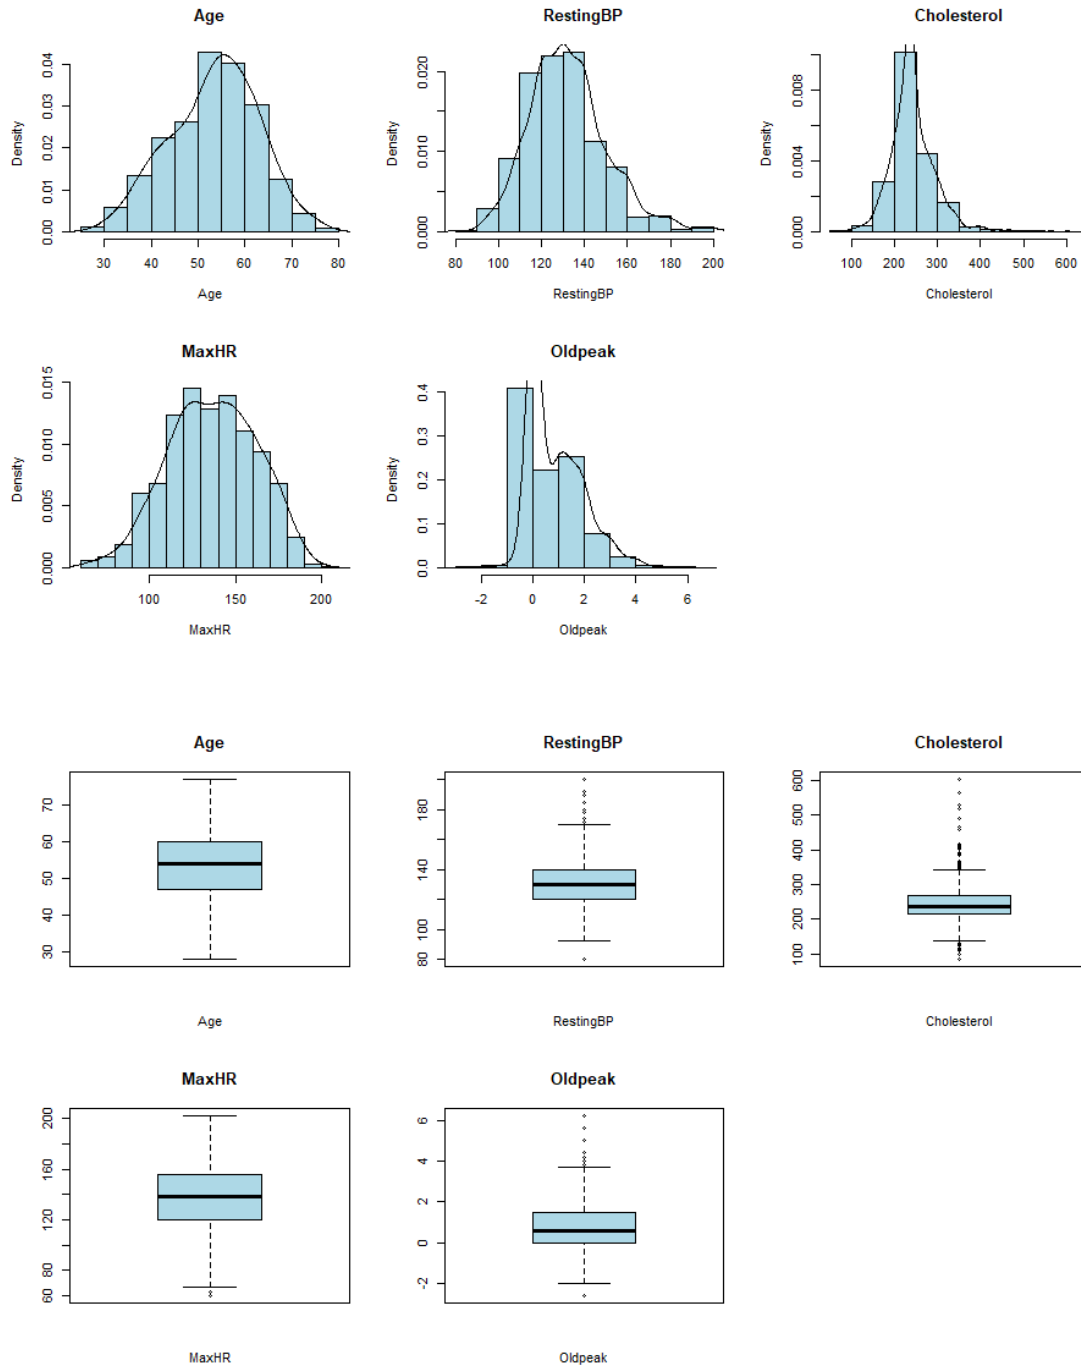 Age
Density
0.00 0.01 0.02 0.03 0.04
30 40 50 60 70 80
Age
RestingBP
Density
0.000 0.010 0.020
80 100 120 140 160 180 200
RestingBP
Cholesterol
Density
0.000 0.004 0.008
100 200 300 400 500 600
Cholesterol
MaxHR
Density
0.000 0.005 0.010 0.015
100 150 200
MaxHR
Oldpeak
Density
0.0 0.1 0.2 0.3 0.4
-2 0 2 4 6
Oldpeak
Age
30 40 50 60 70
Age
RestingBP
80 100 140 180
RestingBP
Cholesterol
100 200 300 400 500 600
Cholesterol
MaxHR
60 80 120 160 200
MaxHR
Oldpeak
-2 0 2 4 6
Oldpeak